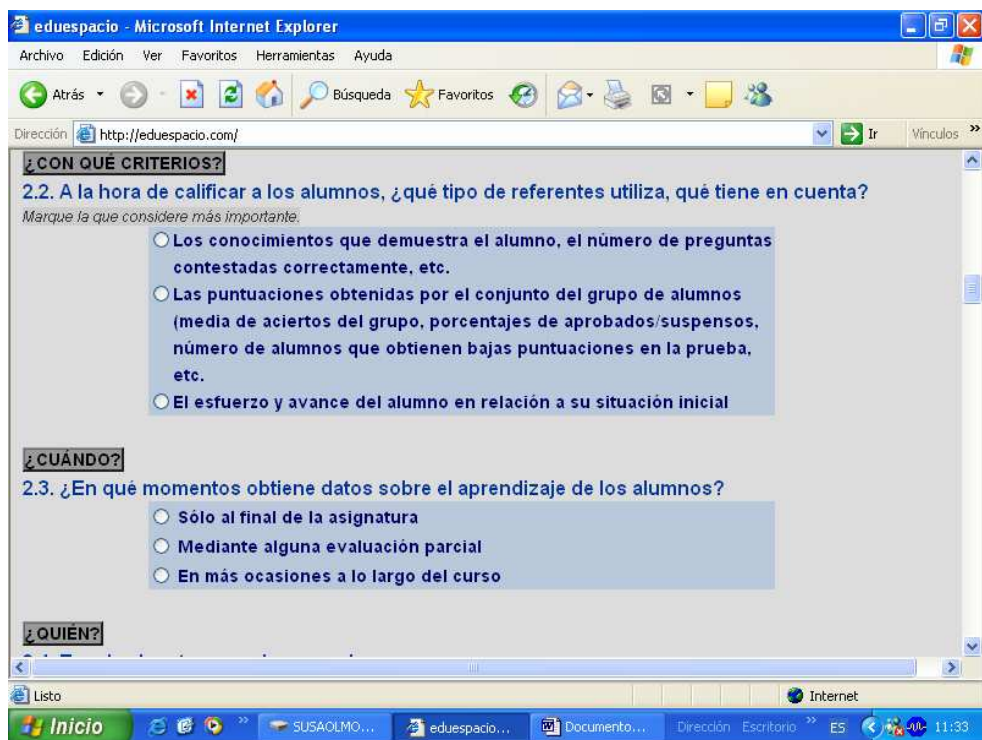 eduespacio - Microsoft Internet Explorer
Archivo Edición Ver Favoritos Herramientas Ayuda
Atrás Búsqueda Favoritos
Dirección http://eduespacio.com/ Ir Vínculos »
¿CON QUÉ CRITERIOS?
2.2. A la hora de calificar a los alumnos, ¿qué tipo de referentes utiliza, qué tiene en cuenta?
Marque la que considere más importante.
Los conocimientos que demuestra el alumno, el número de preguntas
contestadas correctamente, etc.
Las puntuaciones obtenidas por el conjunto del grupo de alumnos
(media de aciertos del grupo, porcentajes de aprobados/suspensos,
número de alumnos que obtienen bajas puntuaciones en la prueba,
etc.
El esfuerzo y avance del alumno en relación a su situación inicial
¿CUÁNDO?
2.3. ¿En qué momentos obtiene datos sobre el aprendizaje de los alumnos?
Sólo al final de la asignatura
Mediante alguna evaluación parcial
En más ocasiones a lo largo del curso
¿QUIÉN?
Listo Internet
Inicio » SUSAOLMO... eduespacio... Documento... Dirección Escritorio » ES 11:33